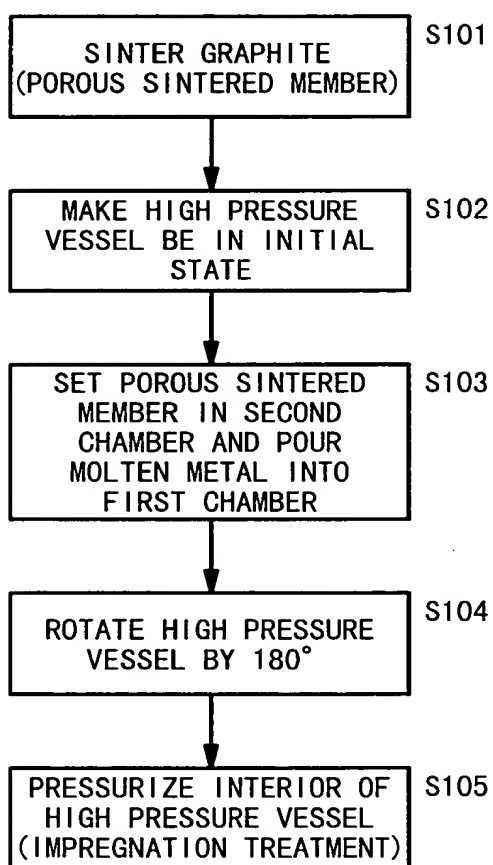 S101
SINTER GRAPHITE
(POROUS SINTERED MEMBER)
S102
MAKE HIGH PRESSURE
VESSEL BE IN INITIAL
STATE
S103
SET POROUS SINTERED
MEMBER IN SECOND
CHAMBER AND POUR
MOLTEN METAL INTO
FIRST CHAMBER
S104
ROTATE HIGH PRESSURE
VESSEL BY 180°
S105
PRESSURIZE INTERIOR OF
HIGH PRESSURE VESSEL
(IMPREGNATION TREATMENT)